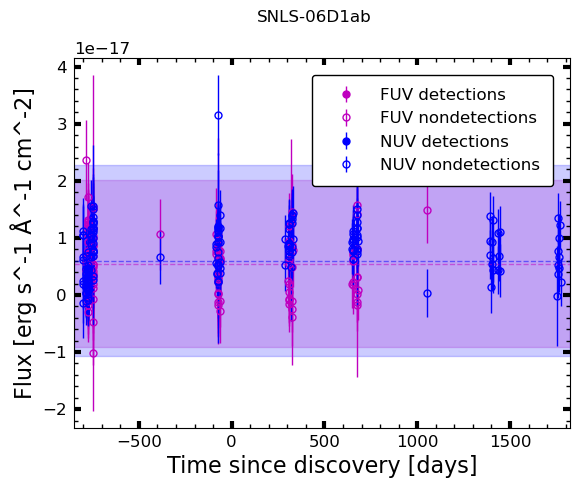 SNLS-06D1ab
1e−17
FUV detections
FUV nondetections
NUV detections
NUV nondetections
4
3
2
1
0
−1
−2
−500
0
500
1000
1500
Flux [erg s^-1 Å^-1 cm^-2]
Time since discovery [days]